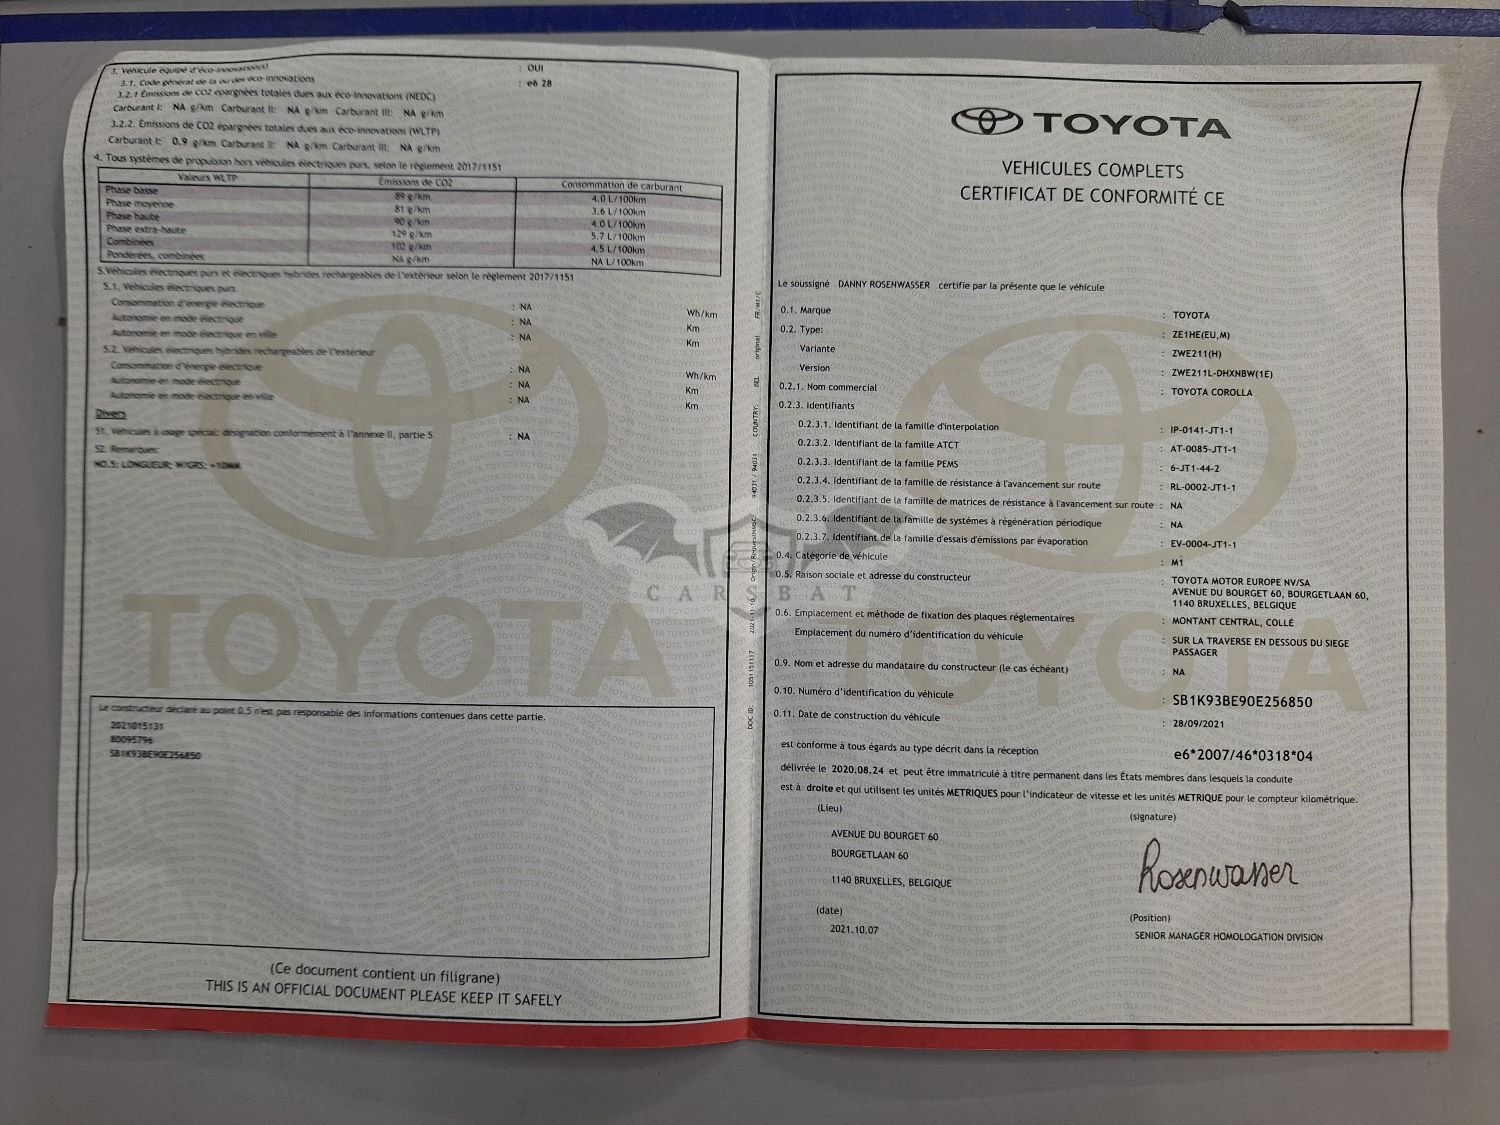 3. Véhicule équipé d'éco-innovation(s) : OUI
3.1. Code général de la ou des éco-innovations : e6 28
3.2.1 Émissions de CO2 épargnées totales dues aux éco-innovations (NEDC)
Carburant I: NA g/km Carburant II: NA g/km Carburant III: NA g/km
3.2.2. Émissions de CO2 épargnées totales dues aux éco-innovations (WLTP)
Carburant I: 0.9 g/km Carburant II: NA g/km Carburant III: NA g/km
4. Tous systèmes de propulsion hors véhicules électriques purs, selon le règlement 2017/1151
Valeurs WLTP Émissions de CO2 Consommation de carburant
Phase basse 89 g/km 4.0 L/100km
Phase moyenne 81 g/km 3.6 L/100km
Phase haute 90 g/km 4.0 L/100km
Phase extra-haute 129 g/km 5.7 L/100km
Combinées 102 g/km 4.5 L/100km
Pondérées, combinées NA g/km NA L/100km
5.Véhicules électriques purs et électriques hybrides rechargeables de l'extérieur selon le règlement 2017/1151
5.1. Véhicules électriques purs
Consommation d'énergie électrique : NA Wh/km
Autonomie en mode électrique : NA Km
Autonomie en mode électrique en ville : NA Km
5.2. Véhicules électriques hybrides rechargeables de l'extérieur
Consommation d'énergie électrique : NA Wh/km
Autonomie en mode électrique : NA Km
Autonomie en mode électrique en ville : NA Km
Divers
51. Véhicules à usage spécial: désignation conformément à l'annexe II, partie 5 : NA
52. Remarques:
NO.5: LONGUEUR; W/GRS: +10MM
TOYOTA
Le constructeur déclaré au point 0.5 n'est pas responsable des informations contenues dans cette partie.
2021015131
80095796
SB1K93BE90E256850
(Ce document contient un filigrane)
THIS IS AN OFFICIAL DOCUMENT PLEASE KEEP IT SAFELY
DOC ID: 1051151117 2021-11-10 94031 / 94031 COUNTRY: BEL original FR/M1/C
CARSBAT
TOYOTA
VEHICULES COMPLETS
CERTIFICAT DE CONFORMITÉ CE
Le soussigné DANNY ROSENWASSER certifie par la présente que le véhicule
0.1. Marque : TOYOTA
0.2. Type: : ZE1HE(EU,M)
Variante : ZWE211(H)
Version : ZWE211L-DHXNBW(1E)
0.2.1. Nom commercial : TOYOTA COROLLA
0.2.3. Identifiants
0.2.3.1. Identifiant de la famille d'interpolation : IP-0141-JT1-1
0.2.3.2. Identifiant de la famille ATCT : AT-0085-JT1-1
0.2.3.3. Identifiant de la famille PEMS : 6-JT1-44-2
0.2.3.4. Identifiant de la famille de résistance à l'avancement sur route : RL-0002-JT1-1
0.2.3.5. Identifiant de la famille de matrices de résistance à l'avancement sur route : NA
0.2.3.6. Identifiant de la famille de systèmes à régénération périodique : NA
0.2.3.7. Identifiant de la famille d'essais d'émissions par évaporation : EV-0004-JT1-1
0.4. Catégorie de véhicule : M1
0.5. Raison sociale et adresse du constructeur : TOYOTA MOTOR EUROPE NV/SA
AVENUE DU BOURGET 60, BOURGETLAAN 60,
1140 BRUXELLES, BELGIQUE
0.6. Emplacement et méthode de fixation des plaques réglementaires : MONTANT CENTRAL, COLLÉ
Emplacement du numéro d'identification du véhicule : SUR LA TRAVERSE EN DESSOUS DU SIEGE
PASSAGER
0.9. Nom et adresse du mandataire du constructeur (le cas échéant) : NA
0.10. Numéro d'identification du véhicule : SB1K93BE90E256850
0.11. Date de construction du véhicule : 28/09/2021
est conforme à tous égards au type décrit dans la réception e6*2007/46*0318*04
délivrée le 2020.08.24 et peut être immatriculé à titre permanent dans les États membres dans lesquels la conduite
est à droite et qui utilisent les unités METRIQUES pour l'indicateur de vitesse et les unités METRIQUE pour le compteur kilométrique.
(Lieu) (signature)
AVENUE DU BOURGET 60
BOURGETLAAN 60
1140 BRUXELLES, BELGIQUE
Rosenwasser
(date) (Position)
2021.10.07 SENIOR MANAGER HOMOLOGATION DIVISION